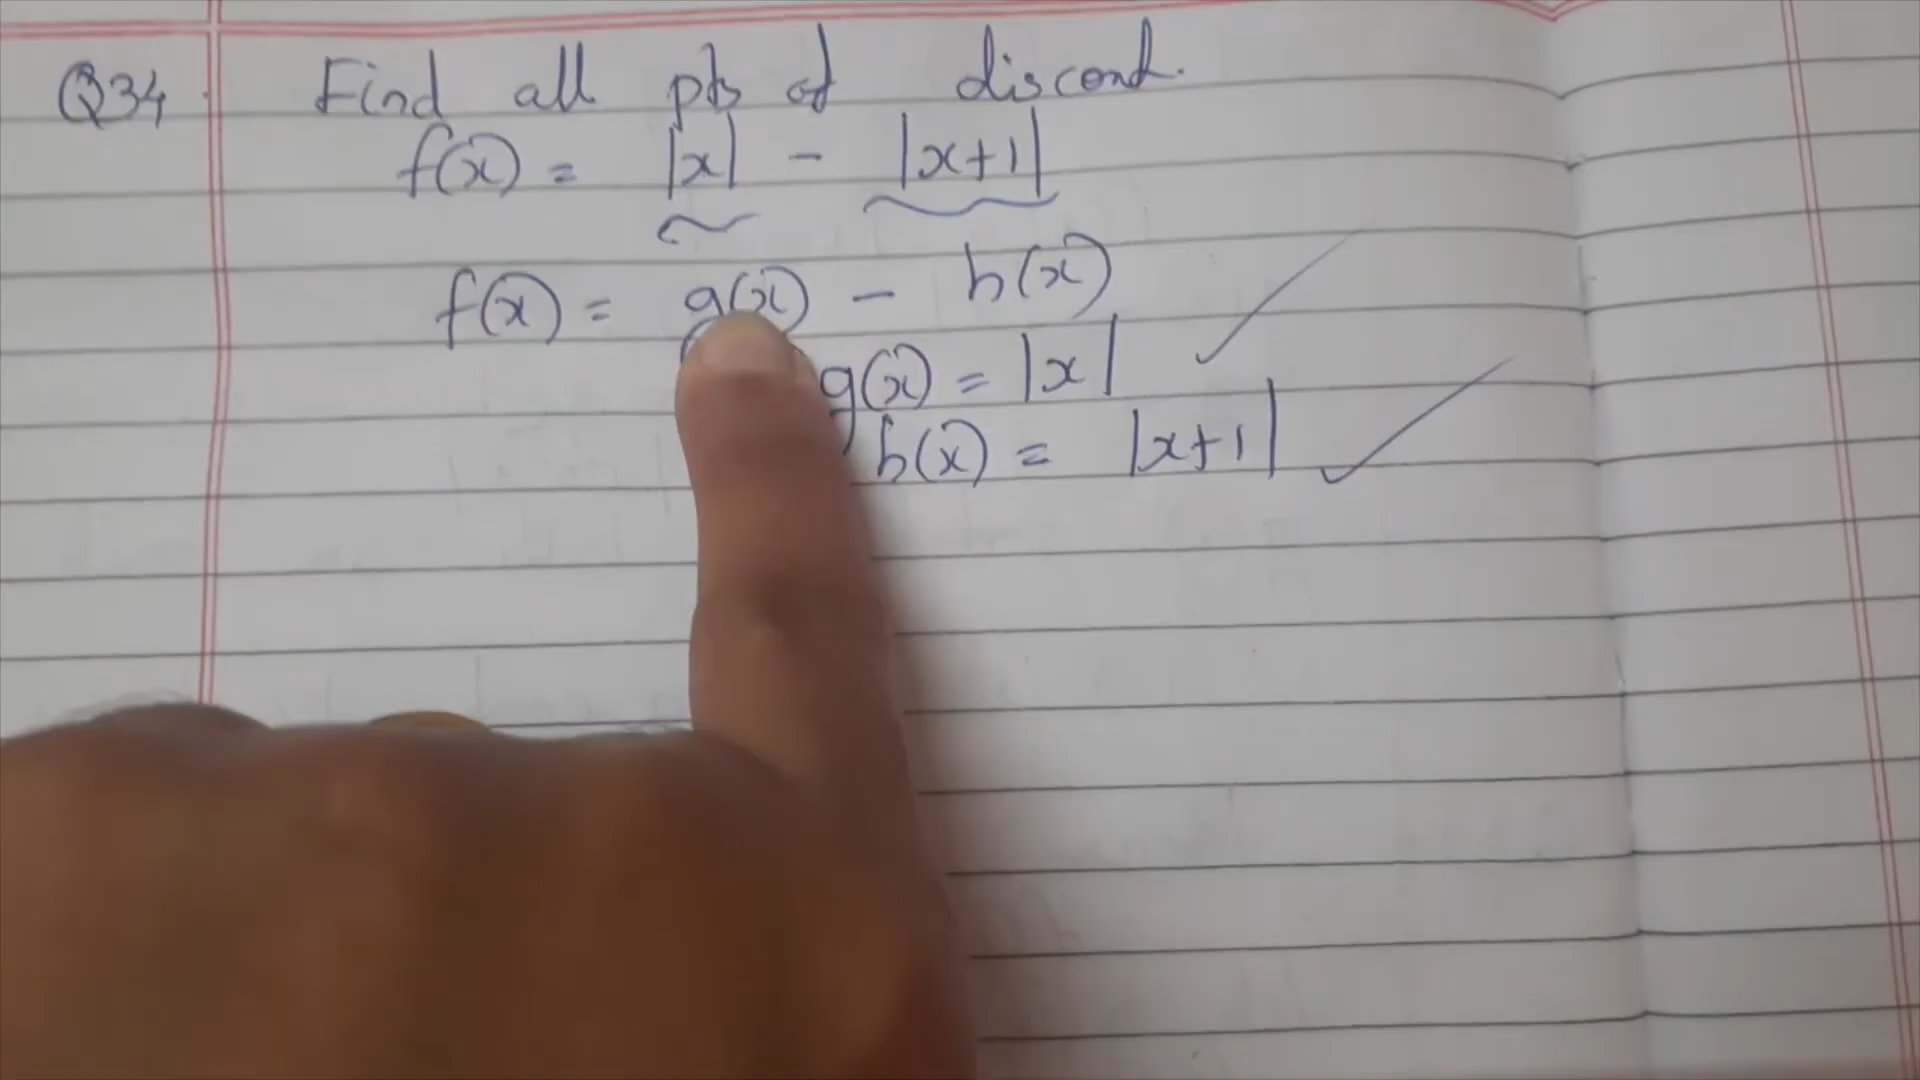 Q34 Find all pts of discont.
f(x) = |x| - |x+1|
f(x) = g(x) - h(x)
g(x) = |x|
h(x) = |x+1|